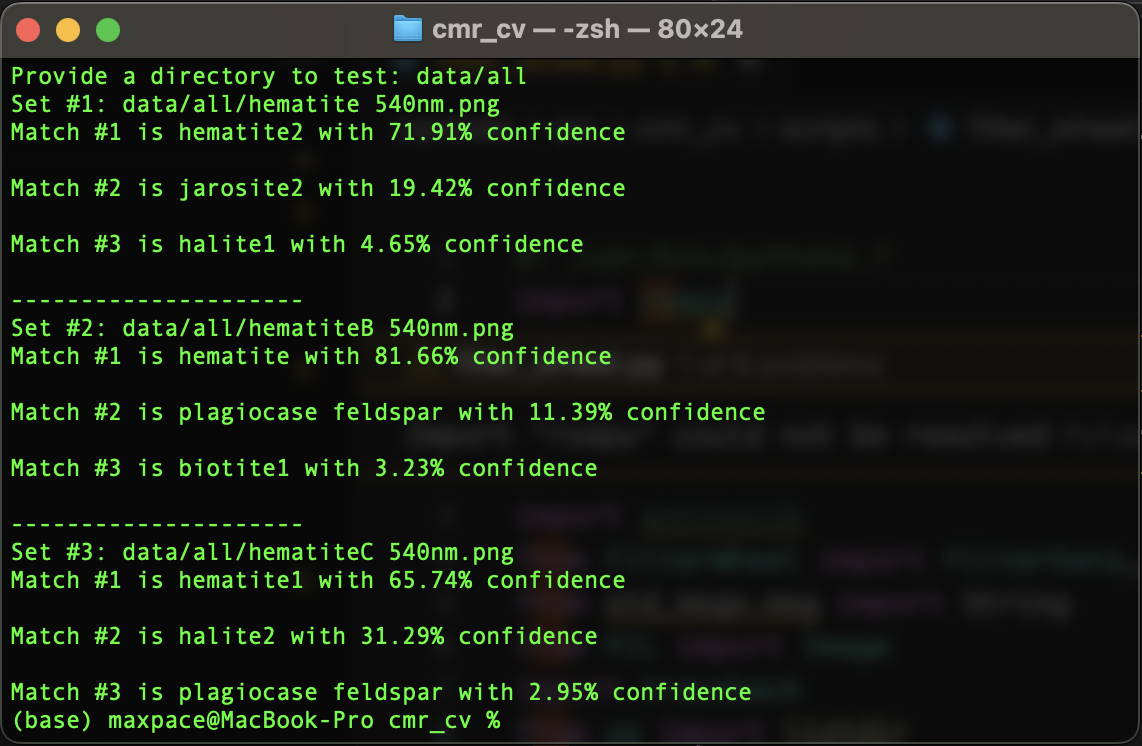 cmr_cv — -zsh — 80×24
Provide a directory to test: data/all
Set #1: data/all/hematite 540nm.png
Match #1 is hematite2 with 71.91% confidence
Match #2 is jarosite2 with 19.42% confidence
Match #3 is halite1 with 4.65% confidence
---------------------
Set #2: data/all/hematiteB 540nm.png
Match #1 is hematite with 81.66% confidence
Match #2 is plagiocase feldspar with 11.39% confidence
Match #3 is biotite1 with 3.23% confidence
---------------------
Set #3: data/all/hematiteC 540nm.png
Match #1 is hematite1 with 65.74% confidence
Match #2 is halite2 with 31.29% confidence
Match #3 is plagiocase feldspar with 2.95% confidence
(base) maxpace@MacBook-Pro cmr_cv %